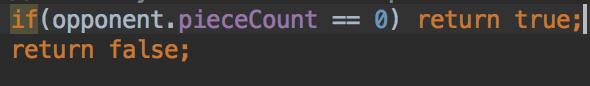 if(opponent.pieceCount == 0) return true;
return false;